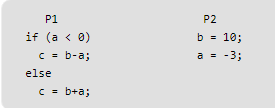 P1 P2
if (a < 0) b = 10;
c = b-a; a = -3;
else
c = b+a;